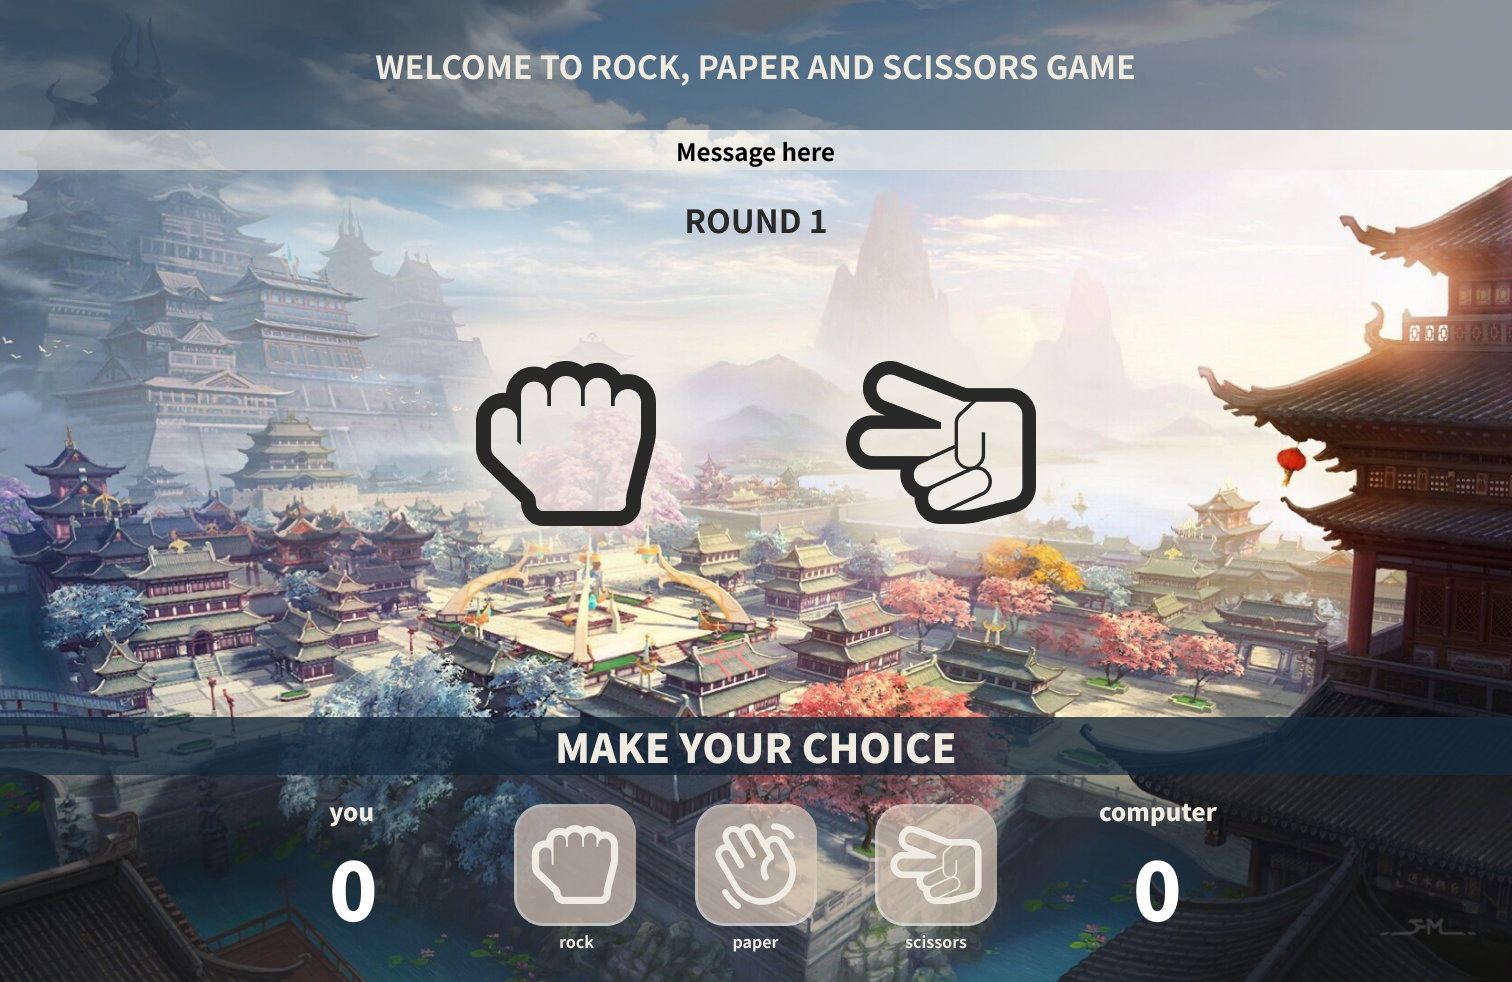 WELCOME TO ROCK, PAPER AND SCISSORS GAME
Message here
ROUND 1
MAKE YOUR CHOICE
you
computer
0
0
rock
paper
scissors